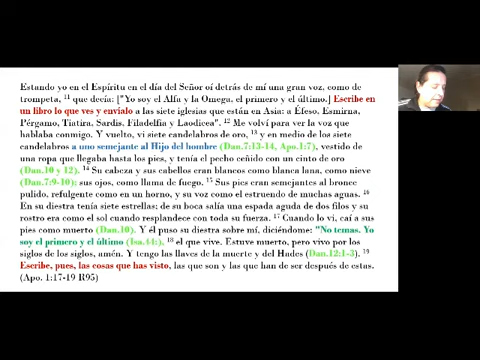 Estando yo en el Espíritu en el día del Señor oí detrás de mí una gran voz, como de
trompeta, 11 que decía: ["Yo soy el Alfa y la Omega, el primero y el último.] Escribe en
un libro lo que ves y envíalo a las siete iglesias que están en Asia: a Éfeso, Esmirna,
Pérgamo, Tiatira, Sardis, Filadelfia y Laodicea". 12 Me volví para ver la voz que
hablaba conmigo. Y vuelto, vi siete candelabros de oro, 13 y en medio de los siete
candelabros a uno semejante al Hijo del hombre (Dan.7:13-14, Apo.1:7), vestido de
una ropa que llegaba hasta los pies, y tenía el pecho ceñido con un cinto de oro
(Dan.10 y 12). 14 Su cabeza y sus cabellos eran blancos como blanca lana, como nieve
(Dan.7:9-10); sus ojos, como llama de fuego. 15 Sus pies eran semejantes al bronce
pulido, refulgente como en un horno, y su voz como el estruendo de muchas aguas. 16
En su diestra tenía siete estrellas; de su boca salía una espada aguda de dos filos y su
rostro era como el sol cuando resplandece con toda su fuerza. 17 Cuando lo vi, caí a sus
pies como muerto (Dan.10). Y él puso su diestra sobre mí, diciéndome: "No temas. Yo
soy el primero y el último (Isa.44:), 18 el que vive. Estuve muerto, pero vivo por los
siglos de los siglos, amén. Y tengo las llaves de la muerte y del Hades (Dan.12:1-3). 19
Escribe, pues, las cosas que has visto, las que son y las que han de ser después de estas.
(Apo. 1:17-19 R95)